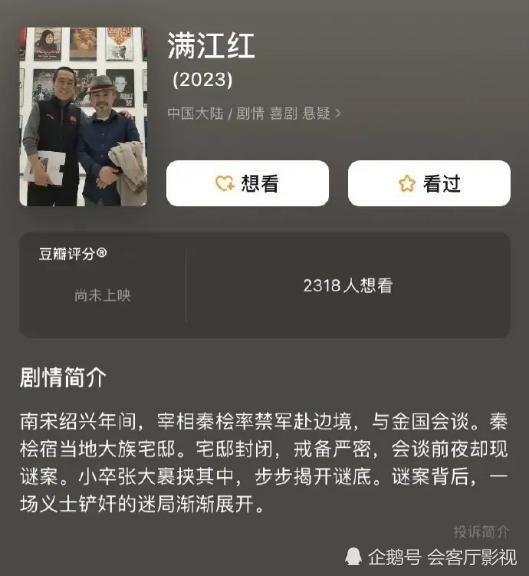 满江红
(2023)
中国大陆 / 剧情 喜剧 悬疑 >
想看
看过
豆瓣评分®
尚未上映
2318人想看
剧情简介
南宋绍兴年间，宰相秦桧率禁军赴边境，与金国会谈。秦
桧宿当地大族宅邸。宅邸封闭，戒备严密，会谈前夜却现
谜案。小卒张大裹挟其中，步步揭开谜底。谜案背后，一
场义士铲奸的迷局渐渐展开。
投诉简介
企鹅号 会客厅影视